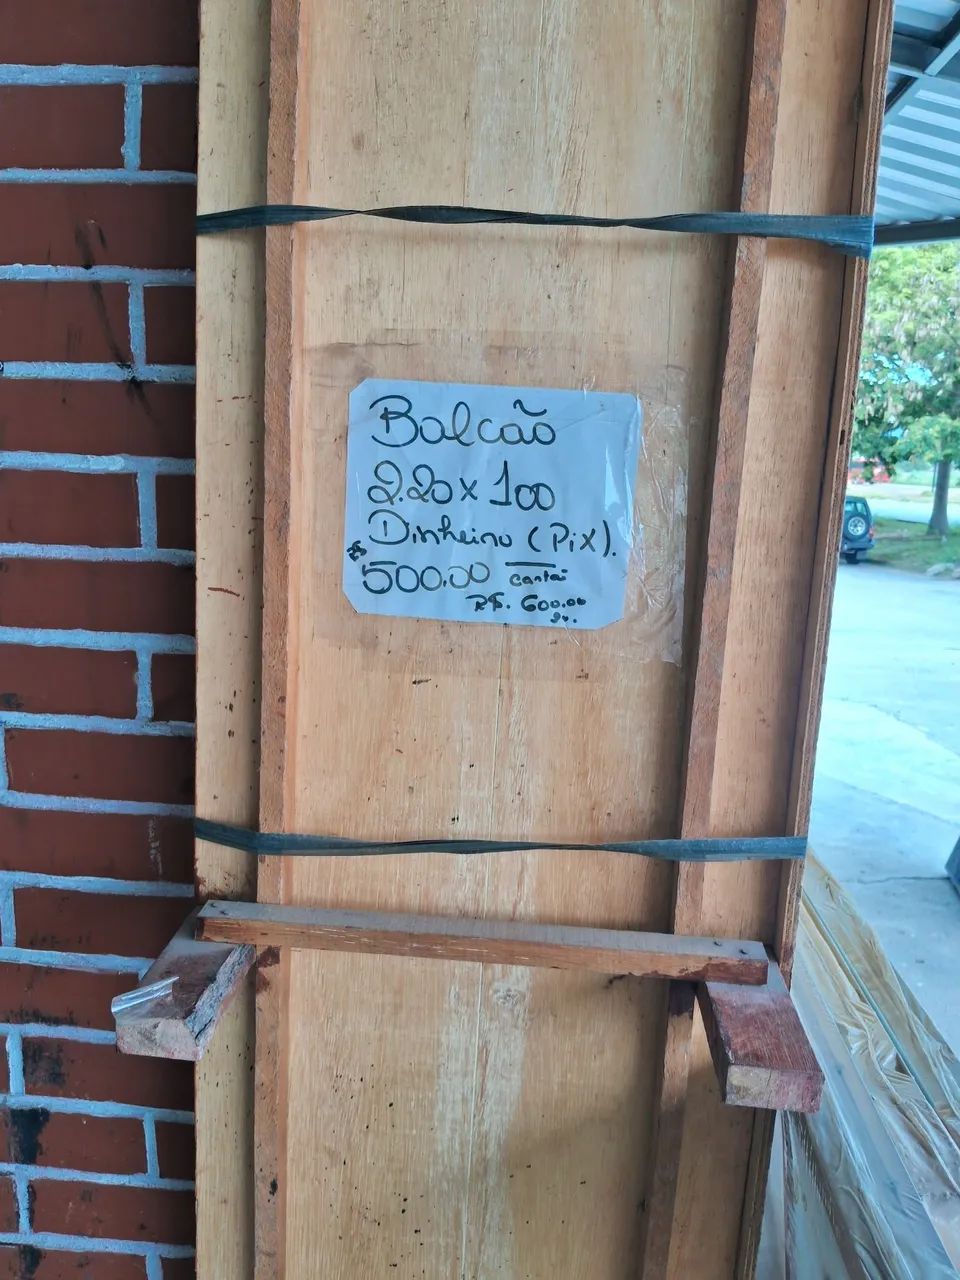 Balcão
2.20 x 100
Dinheiro (Pix).
R$ 500.00 cartão
R$. 600.00